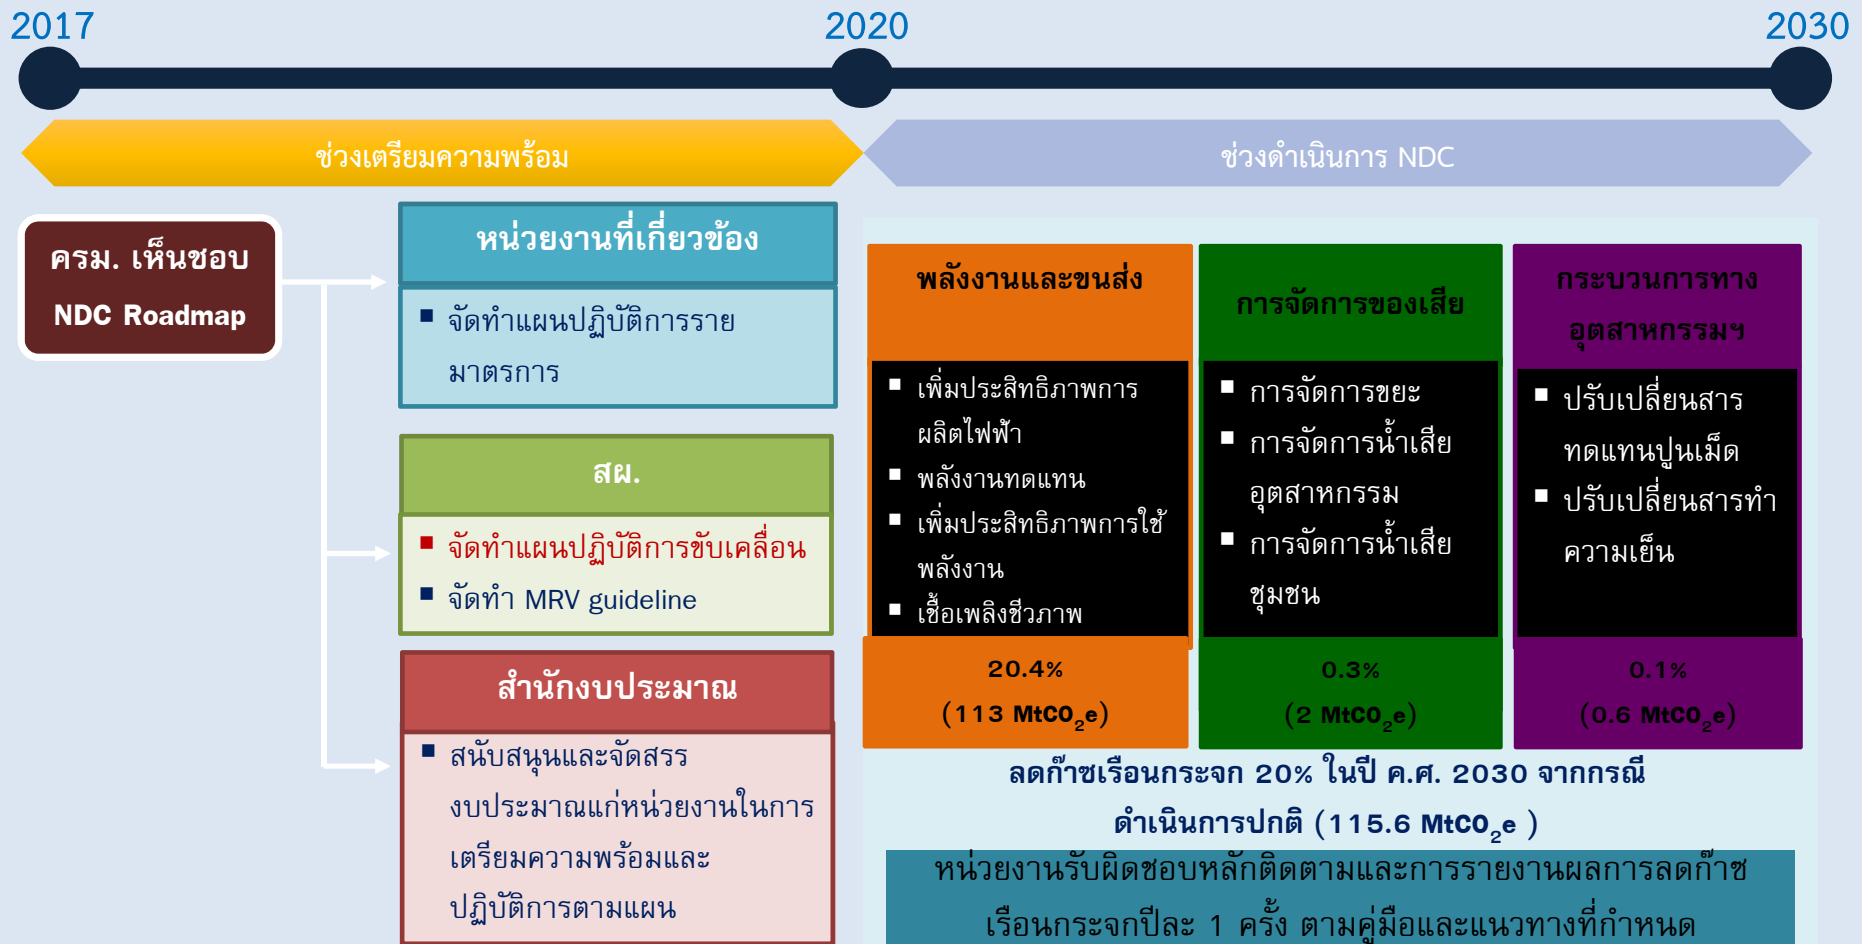 2017
2020
2030
ช่วงเตรียมความพร้อม
ช่วงดำเนินการ NDC
ครม. เห็นชอบ
NDC Roadmap
หน่วยงานที่เกี่ยวข้อง
▪ จัดทำแผนปฏิบัติการราย
มาตรการ
สผ.
▪ จัดทำแผนปฏิบัติการขับเคลื่อน
▪ จัดทำ MRV guideline
สำนักงบประมาณ
▪ สนับสนุนและจัดสรร
งบประมาณแก่หน่วยงานในการ
เตรียมความพร้อมและ
ปฏิบัติการตามแผน
พลังงานและขนส่ง
▪ เพิ่มประสิทธิภาพการ
ผลิตไฟฟ้า
▪ พลังงานทดแทน
▪ เพิ่มประสิทธิภาพการใช้
พลังงาน
▪ เชื้อเพลิงชีวภาพ
20.4%
(113 MtCO₂e)
การจัดการของเสีย
▪ การจัดการขยะ
▪ การจัดการน้ำเสีย
อุตสาหกรรม
▪ การจัดการน้ำเสีย
ชุมชน
0.3%
(2 MtCO₂e)
กระบวนการทาง
อุตสาหกรรมฯ
▪ ปรับเปลี่ยนสาร
ทดแทนปูนเม็ด
▪ ปรับเปลี่ยนสารทำ
ความเย็น
0.1%
(0.6 MtCO₂e)
ลดก๊าซเรือนกระจก 20% ในปี ค.ศ. 2030 จากกรณี
ดำเนินการปกติ (115.6 MtCO₂e )
หน่วยงานรับผิดชอบหลักติดตามและการรายงานผลการลดก๊าซ
เรือนกระจกปีละ 1 ครั้ง ตามคู่มือและแนวทางที่กำหนด